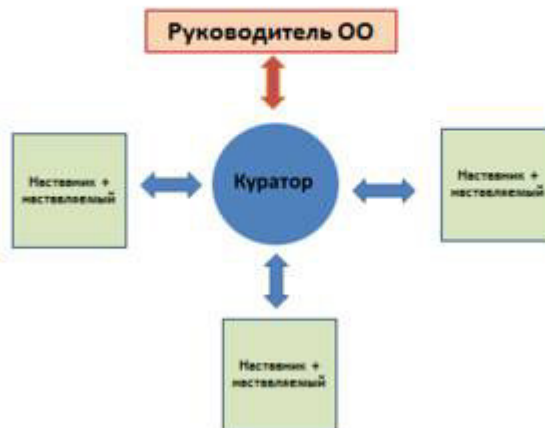 Руководитель ОО
Куратор
Наставник +
наставляемый
Наставник +
наставляемый
Наставник +
наставляемый